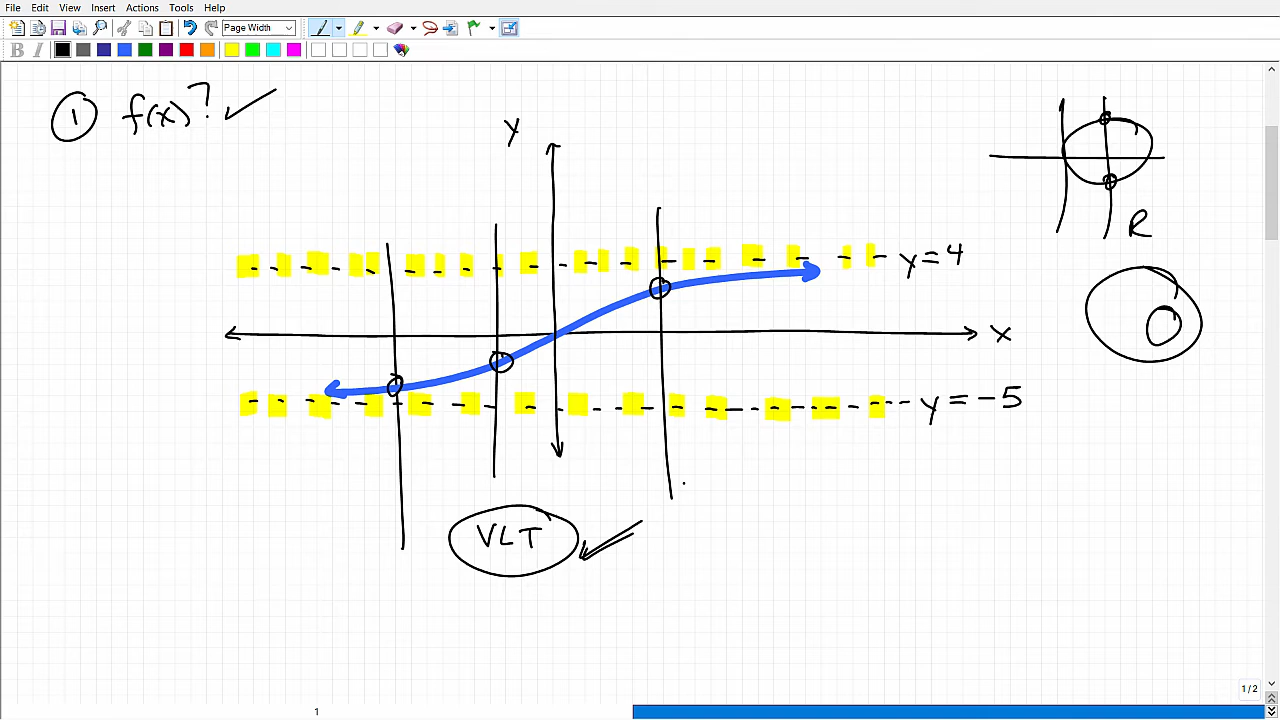 File Edit View Insert Actions Tools Help
Page Width
B I
1 f(x)?
y
R
y=4
x
y=-5
VLT
1/2
1